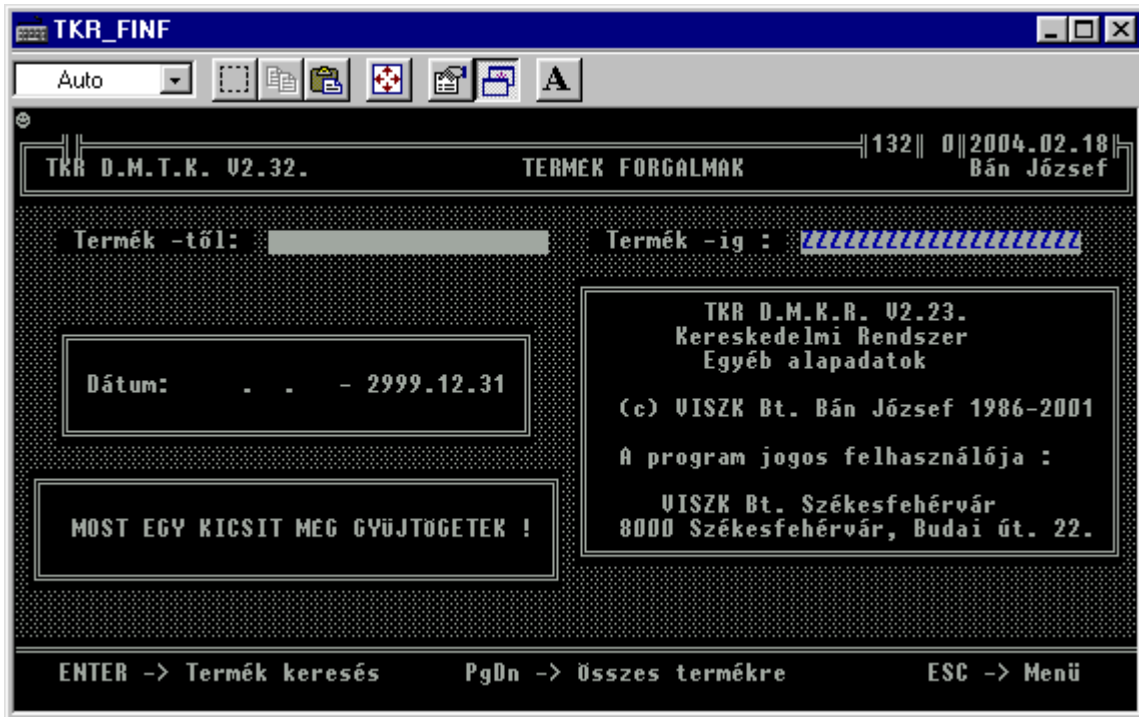 TKR_FINF
Auto
A
132 0 2004.02.18
TKR D.M.T.K. V2.32. TERMÉK FORGALMAK Bán József
Termék -től: Termék -ig : ZZZZZZZZZZZZZZZZZZZZ
TKR D.M.K.R. V2.23.
Kereskedelmi Rendszer
Egyéb alapadatok
(c) VISZK Bt. Bán József 1986-2001
A program jogos felhasználója :
VISZK Bt. Székesfehérvár
8000 Székesfehérvár, Budai út. 22.
Dátum: . . - 2999.12.31
MOST EGY KICSIT MÉG GYűJTÖGETEK !
ENTER -> Termék keresés PgDn -> Összes termékre ESC -> Menü